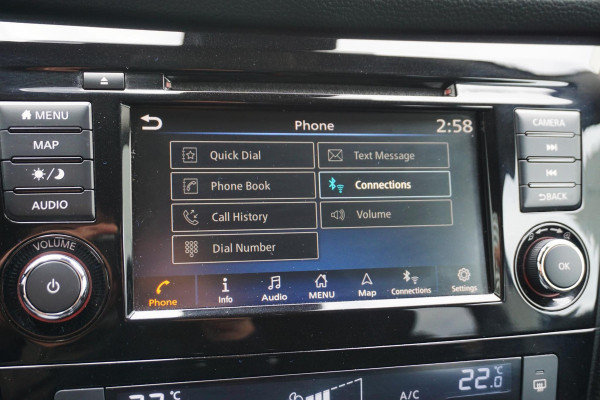 MENU
MAP
AUDIO
VOLUME
Phone
2:58
Quick Dial
Text Message
Phone Book
Connections
Call History
Volume
Dial Number
Phone
Info
Audio
MENU
Map
Connections
Settings
CAMERA
BACK
OK
°C
A/C
22.0°C